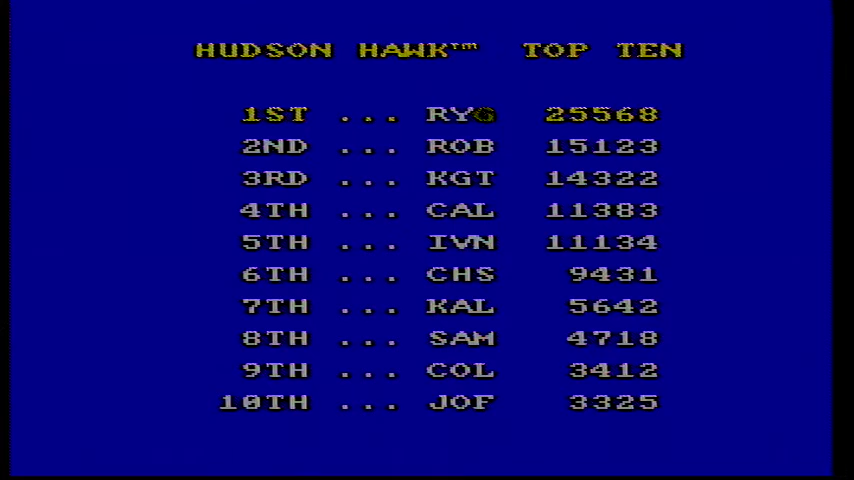 HUDSON HAWK™ TOP TEN
1ST ... RYG 25568
2ND ... ROB 15123
3RD ... KGT 14322
4TH ... CAL 11383
5TH ... IVN 11134
6TH ... CHS 9431
7TH ... KAL 5642
8TH ... SAM 4718
9TH ... COL 3412
10TH ... JOF 3325